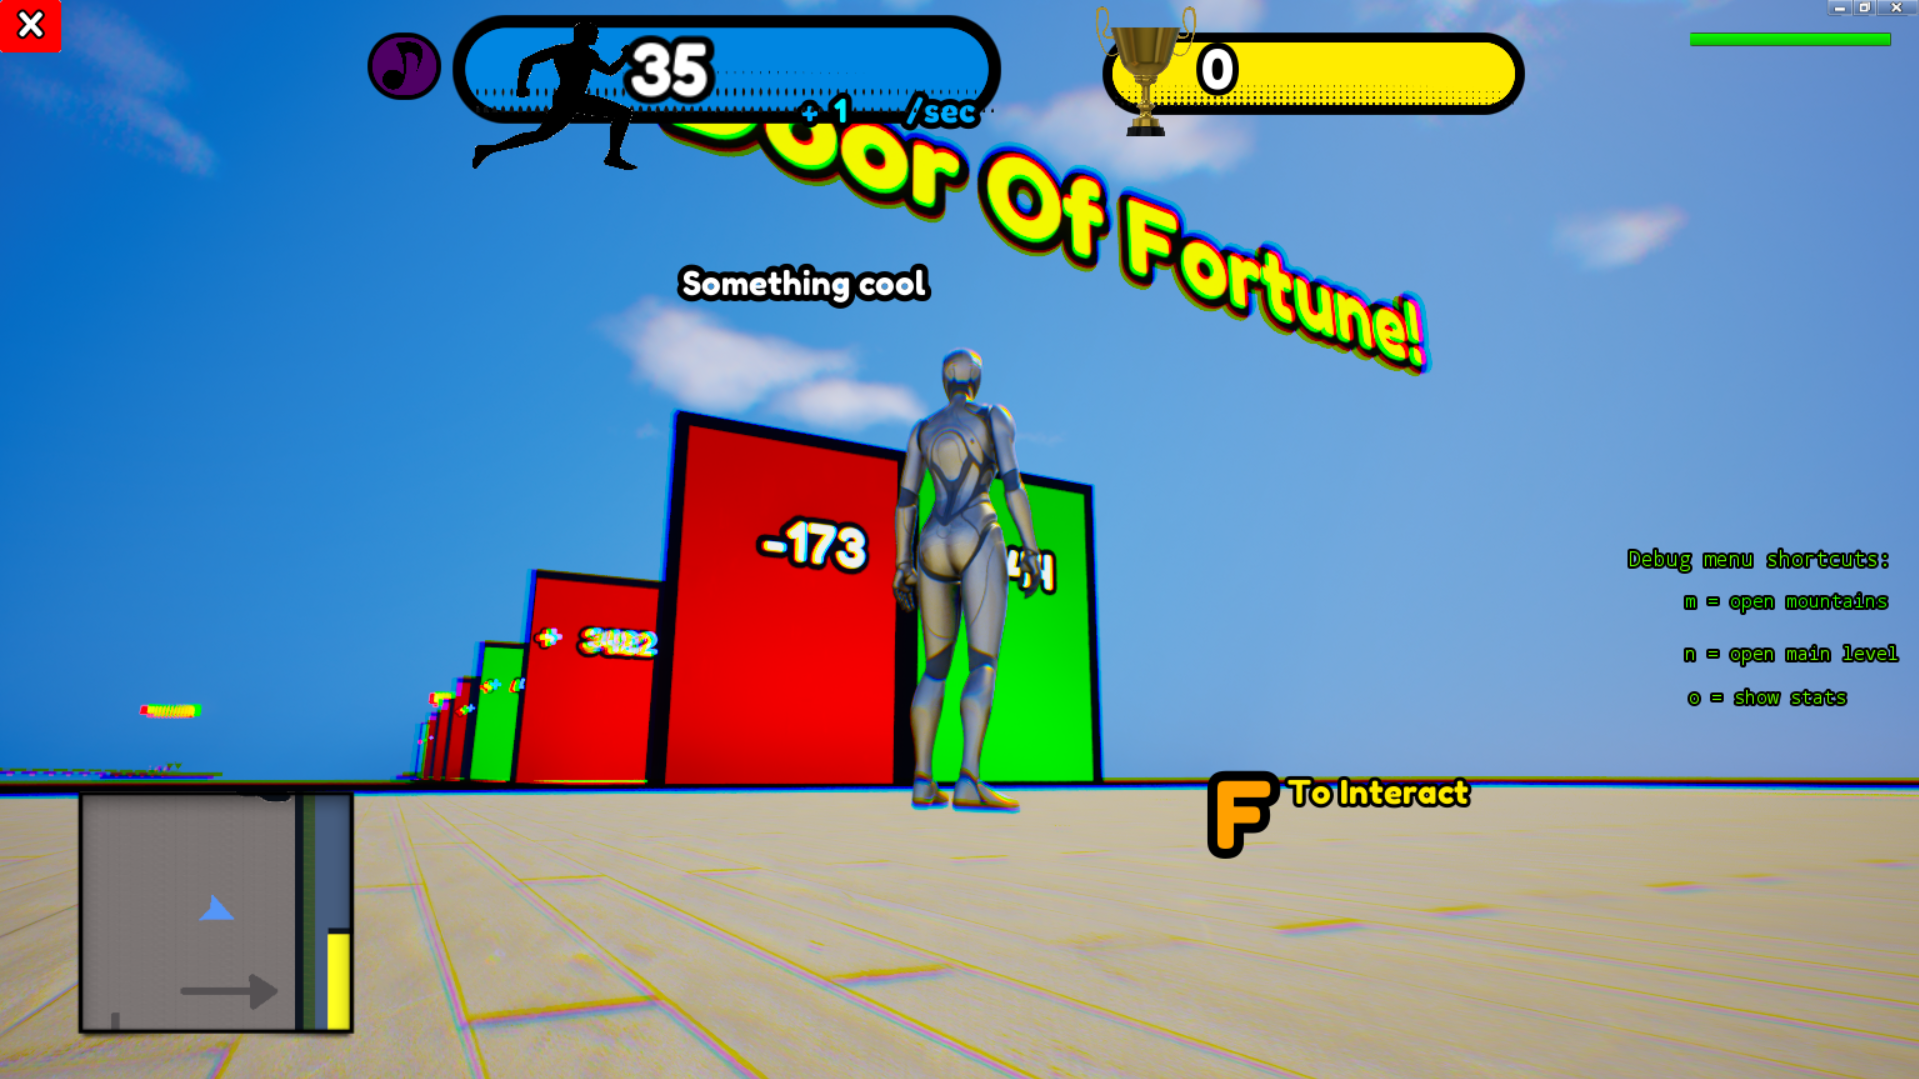 35
+ 1 /sec
0
Of Fortune!
Something cool
-173
To Interact
F
Debug menu shortcuts:
m = open mountains
n = open main level
o = show stats